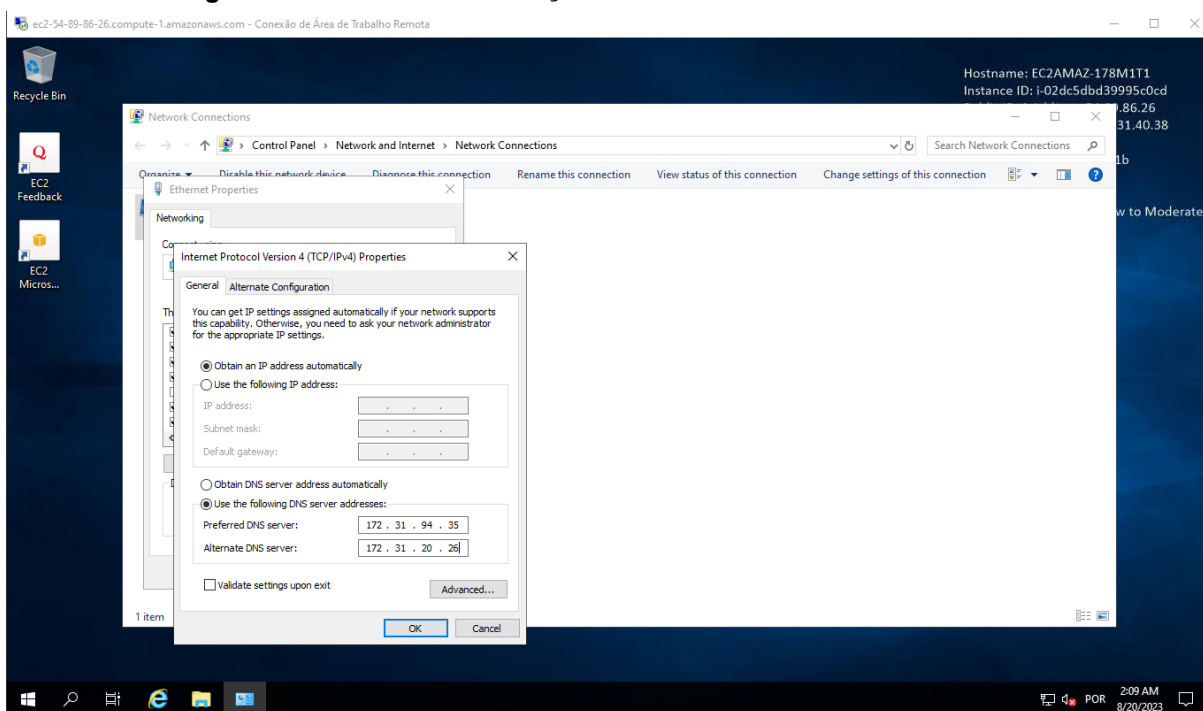 ec2-54-89-86-26.compute-1.amazonaws.com - Conexão de Área de Trabalho Remota
Recycle Bin
Hostname: EC2AMAZ-178M1T1
Instance ID: i-02dc5dbd39995c0cd
.86.26
31.40.38
1b
w to Moderate
EC2
Feedback
EC2
Micros...
Network Connections
Control Panel > Network and Internet > Network Connections
Search Network Connections
Organize Disable this network device Diagnose this connection Rename this connection View status of this connection Change settings of this connection
Ethernet Properties
Networking
Internet Protocol Version 4 (TCP/IPv4) Properties
General Alternate Configuration
You can get IP settings assigned automatically if your network supports
this capability. Otherwise, you need to ask your network administrator
for the appropriate IP settings.
Obtain an IP address automatically
Use the following IP address:
IP address: . . .
Subnet mask: . . .
Default gateway: . . .
Obtain DNS server address automatically
Use the following DNS server addresses:
Preferred DNS server: 172 . 31 . 94 . 35
Alternate DNS server: 172 . 31 . 20 . 26
Validate settings upon exit
Advanced...
OK Cancel
1 item
POR
2:09 AM
8/20/2023